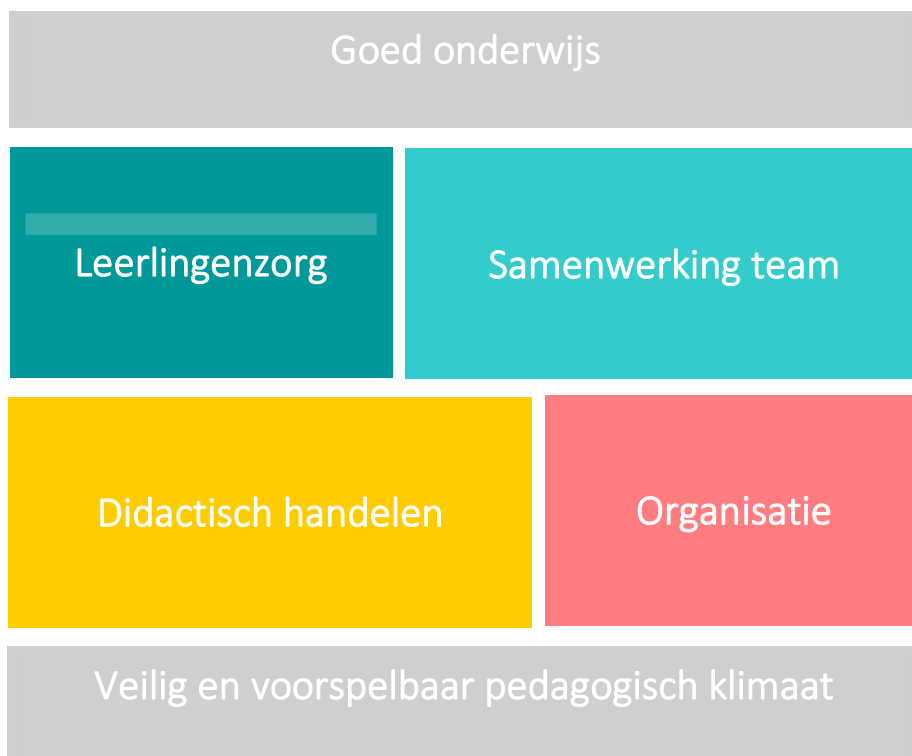 Goed onderwijs
Leerlingenzorg
Samenwerking team
Didactisch handelen
Organisatie
Veilig en voorspelbaar pedagogisch klimaat